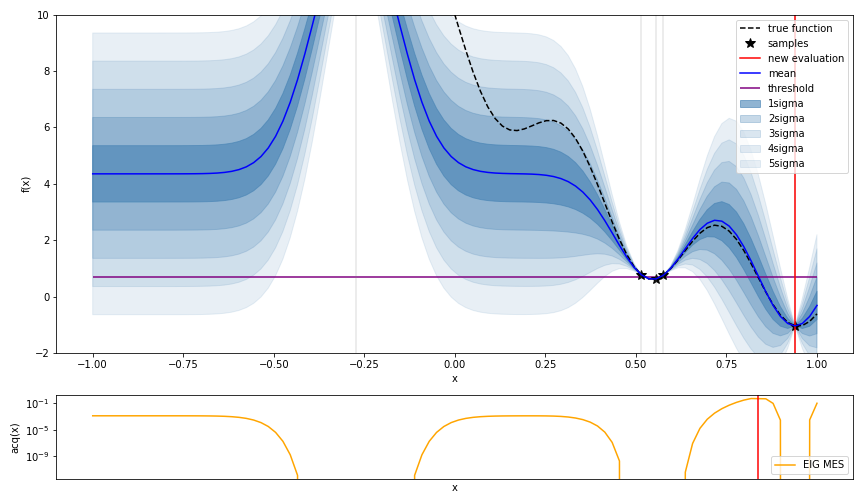 10
8
6
4
2
0
−2
f(x)
true function
samples
new evaluation
mean
threshold
1sigma
2sigma
3sigma
4sigma
5sigma
−1.00 −0.75 −0.50 −0.25 0.00 0.25 0.50 0.75 1.00
x
10⁻¹
10⁻⁵
10⁻⁹
acq(x)
EIG MES
x